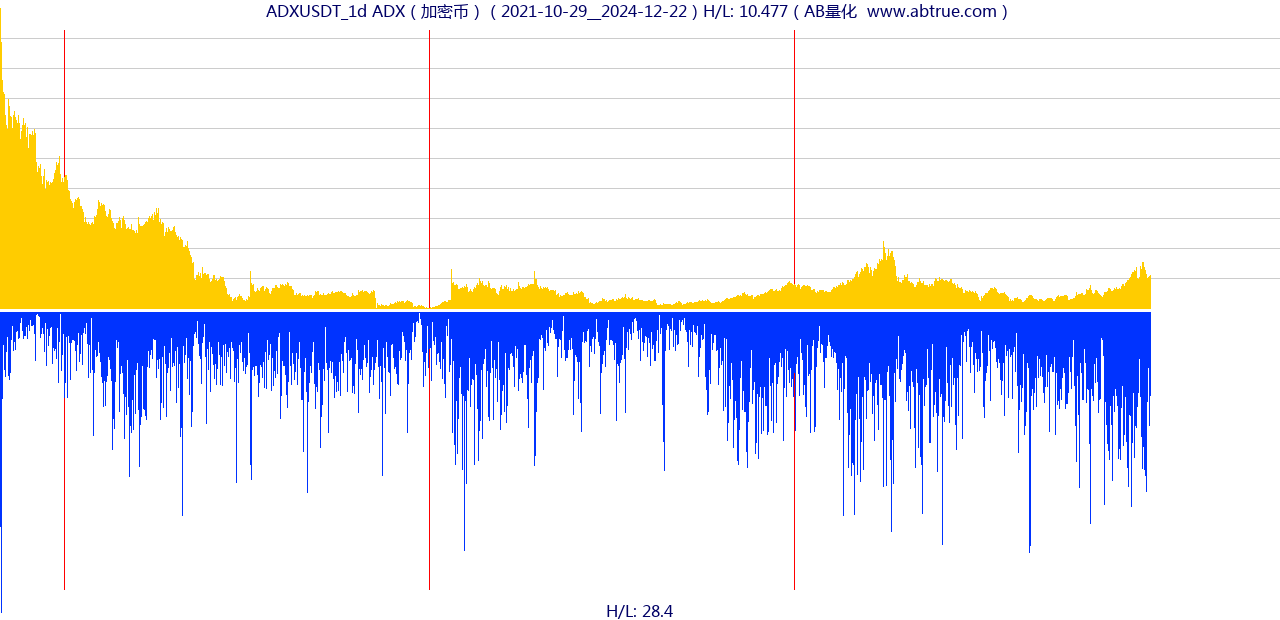 ADXUSDT_1d ADX ( 加密币 ) ( 2021-10-29__2024-12-22 ) H/L: 10.477 ( AB量化 www.abtrue.com )
H/L: 28.4